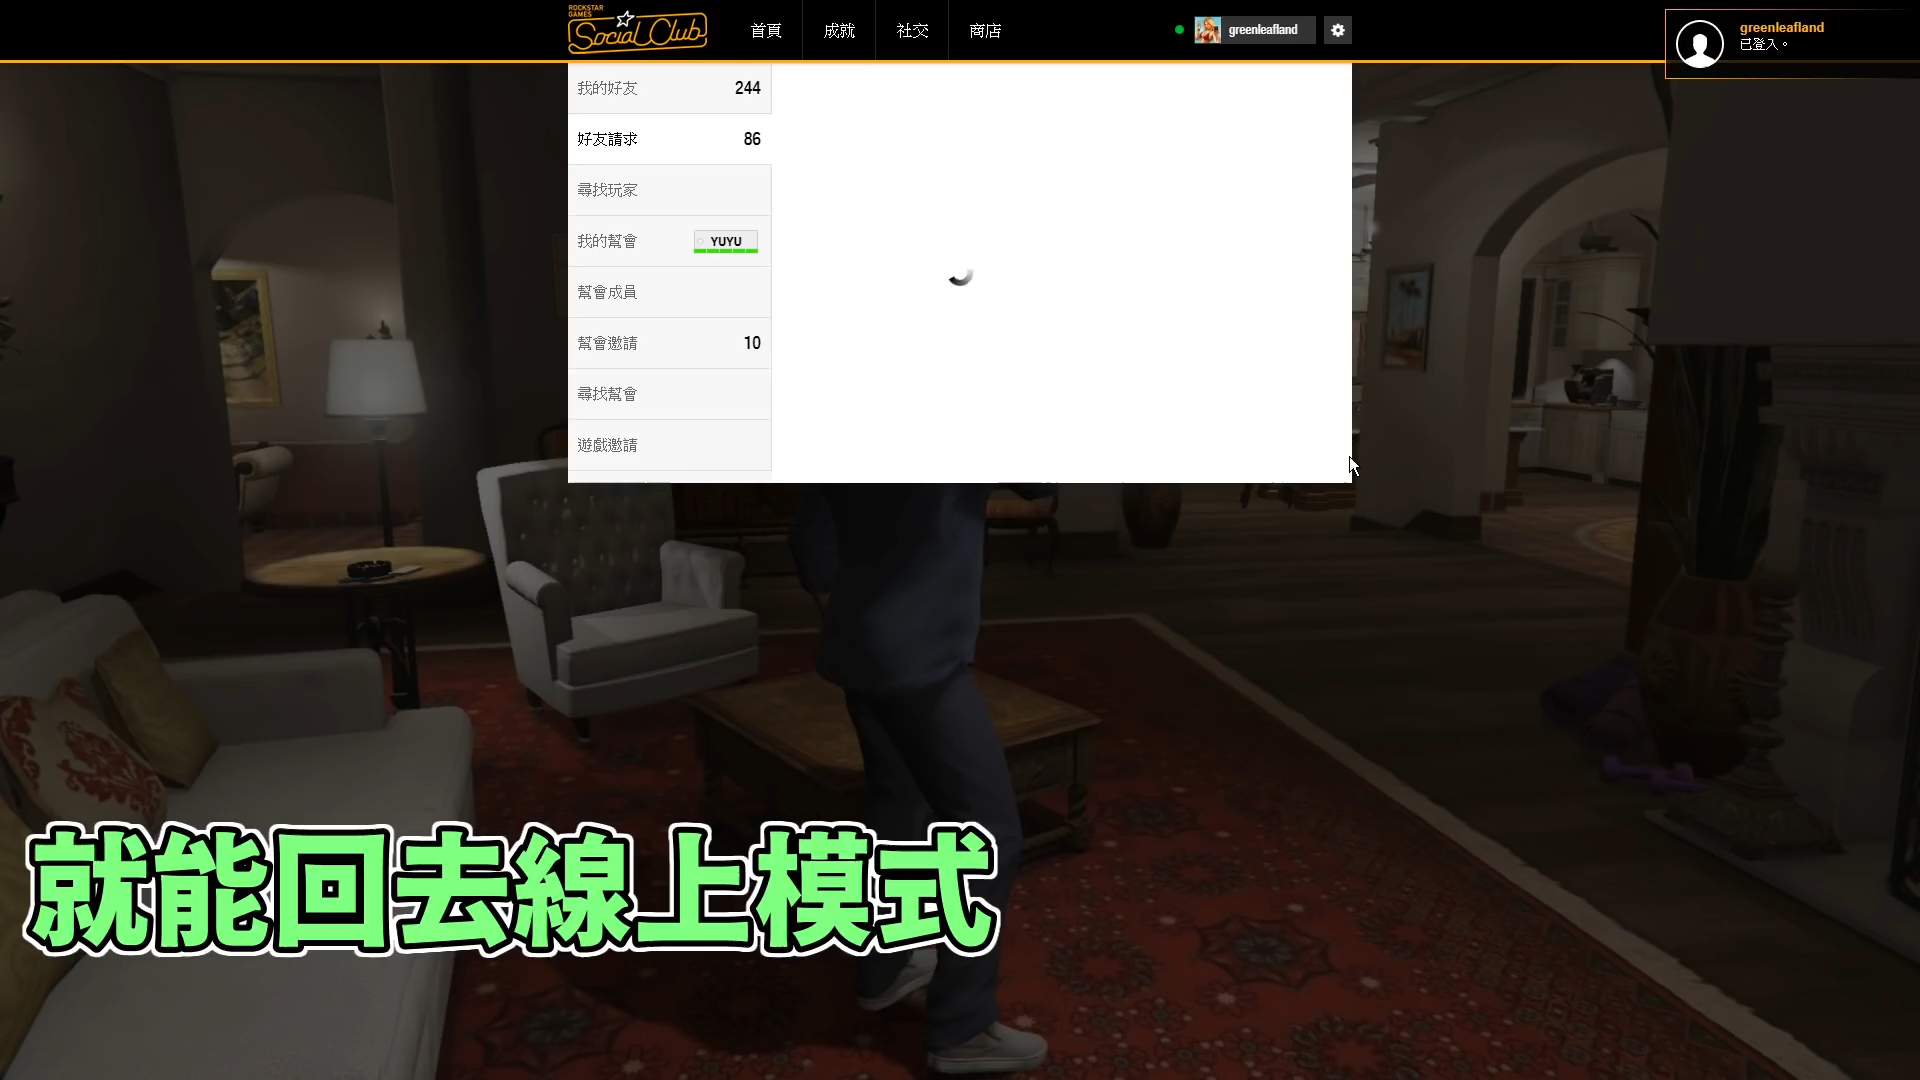 ROCKSTAR
GAMES
Social Club
首頁
成就
社交
商店
greenleafland
greenleafland
已登入。
我的好友 244
好友請求 86
尋找玩家
我的幫會 YUYU
幫會成員
幫會邀請 10
尋找幫會
遊戲邀請
就能回去線上模式